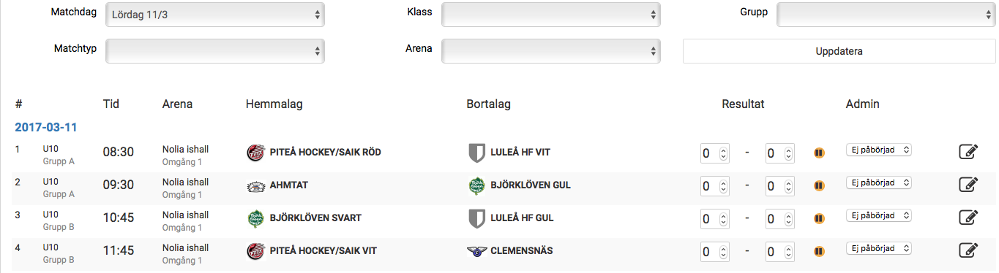 Matchdag Lördag 11/3 Klass Grupp
Matchtyp Arena Uppdatera
# Tid Arena Hemmalag Bortalag Resultat Admin
2017-03-11
1 U10 08:30 Nolia ishall PITEÅ HOCKEY/SAIK RÖD LULEÅ HF VIT 0 - 0 Ej påbörjad
Grupp A Omgång 1
2 U10 09:30 Nolia ishall AHMTAT BJÖRKLÖVEN GUL 0 - 0 Ej påbörjad
Grupp A Omgång 1
3 U10 10:45 Nolia ishall BJÖRKLÖVEN SVART LULEÅ HF GUL 0 - 0 Ej påbörjad
Grupp B Omgång 1
4 U10 11:45 Nolia ishall PITEÅ HOCKEY/SAIK VIT CLEMENSNÄS 0 - 0 Ej påbörjad
Grupp B Omgång 1